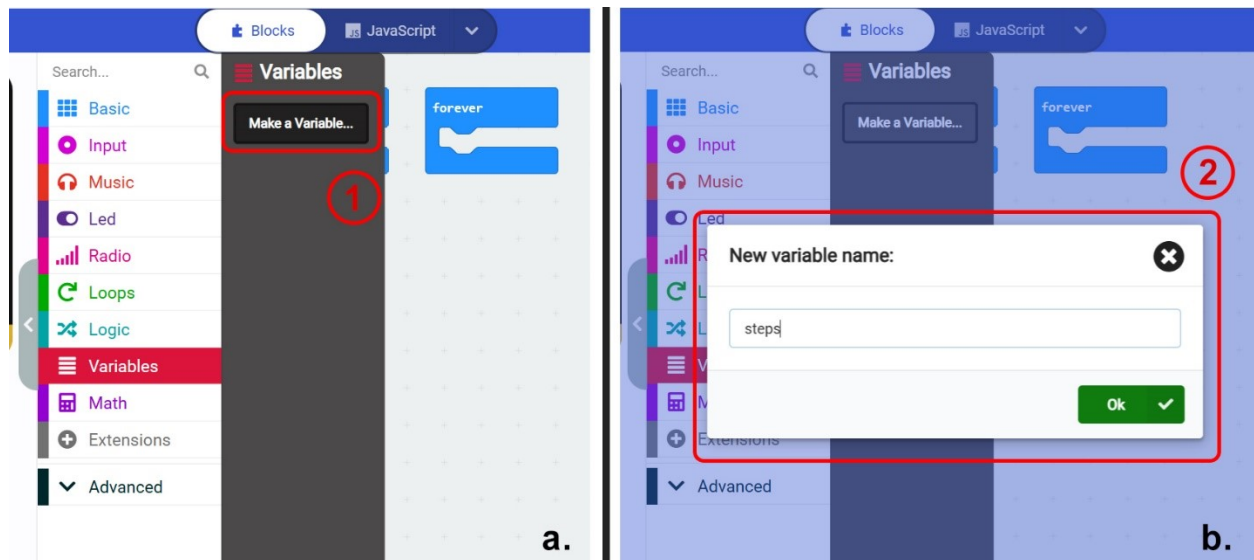 Blocks
JavaScript
Search...
Variables
Basic
Make a Variable...
forever
Input
Music
1
Led
Radio
Loops
Logic
Variables
Math
Extensions
Advanced
a.
Blocks
JavaScript
Search...
Variables
Basic
Make a Variable...
forever
Input
Music
2
Led
R
New variable name:
L
steps
L
V
M
Ok
Extensions
Advanced
b.